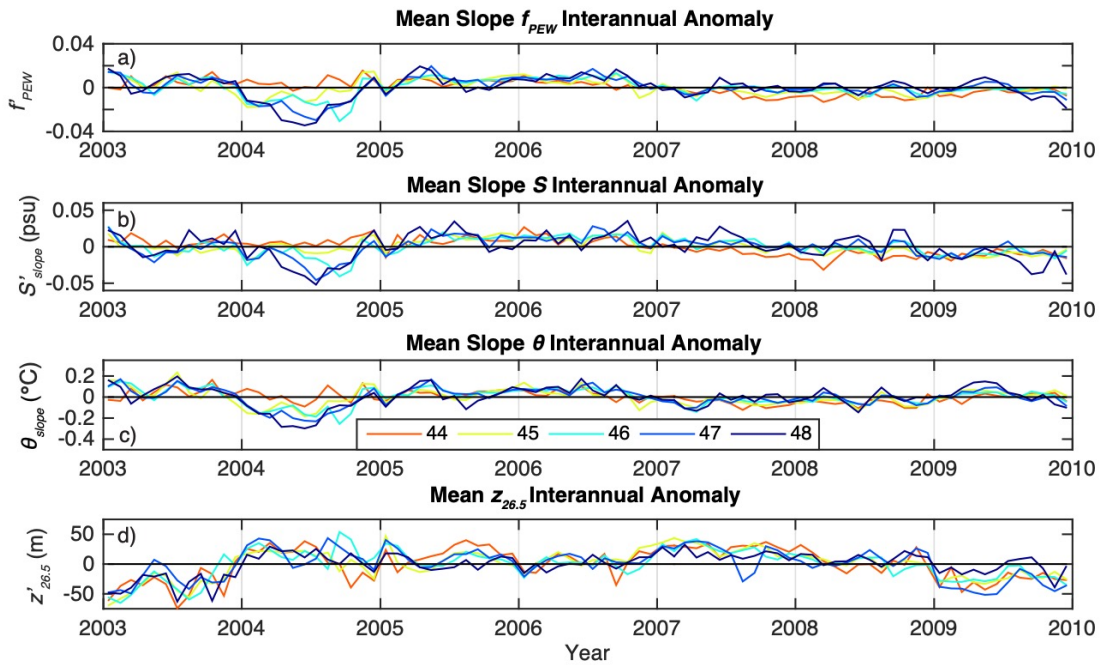 Mean Slope f_PEW Interannual Anomaly
a)
0.04
0
-0.04
f'_PEW
2003 2004 2005 2006 2007 2008 2009 2010
Mean Slope S Interannual Anomaly
b)
0.05
0
-0.05
S'_slope (psu)
2003 2004 2005 2006 2007 2008 2009 2010
Mean Slope θ Interannual Anomaly
0.2
0
-0.2
-0.4
θ'_slope (°C)
c)
44 45 46 47 48
2003 2004 2005 2006 2007 2008 2009 2010
Mean z_26.5 Interannual Anomaly
d)
50
0
-50
z'_26.5 (m)
2003 2004 2005 2006 2007 2008 2009 2010
Year